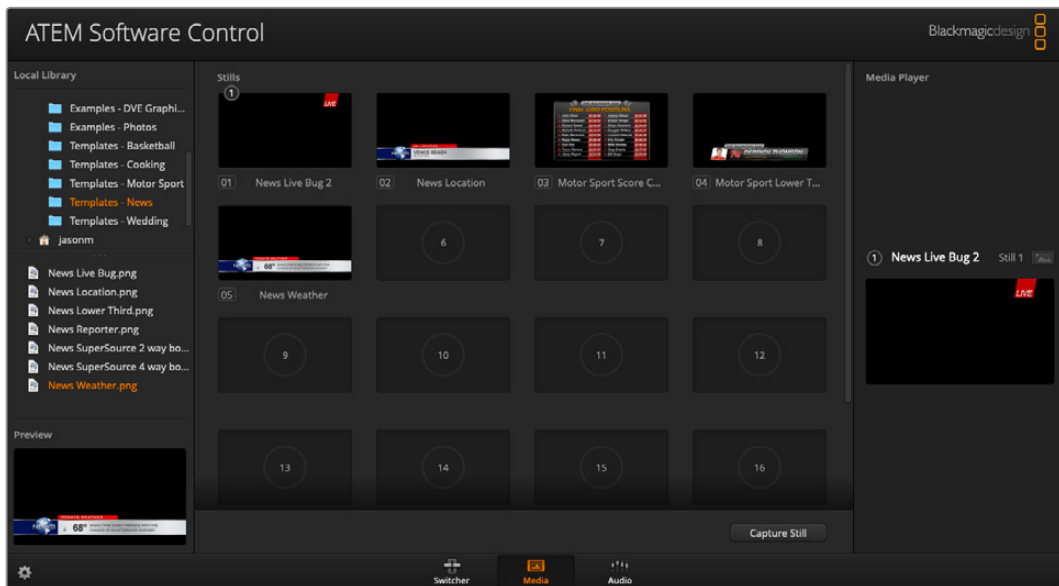 ATEM Software Control
Blackmagicdesign
Local Library
Examples - DVE Graphi...
Examples - Photos
Templates - Basketball
Templates - Cooking
Templates - Motor Sport
Templates - News
Templates - Wedding
jasonm
News Live Bug.png
News Location.png
News Lower Third.png
News Reporter.png
News SuperSource 2 way bo...
News SuperSource 4 way bo...
News Weather.png
Preview
NEWS
68°
Stills
1
LIVE
VENICE BEACH
DERRICK THOMSON
01 News Live Bug 2
02 News Location
03 Motor Sport Score C...
04 Motor Sport Lower T...
68°
6
7
8
05 News Weather
9
10
11
12
13
14
15
16
Capture Still
Media Player
1 News Live Bug 2 Still 1
LIVE
Switcher
Media
Audio